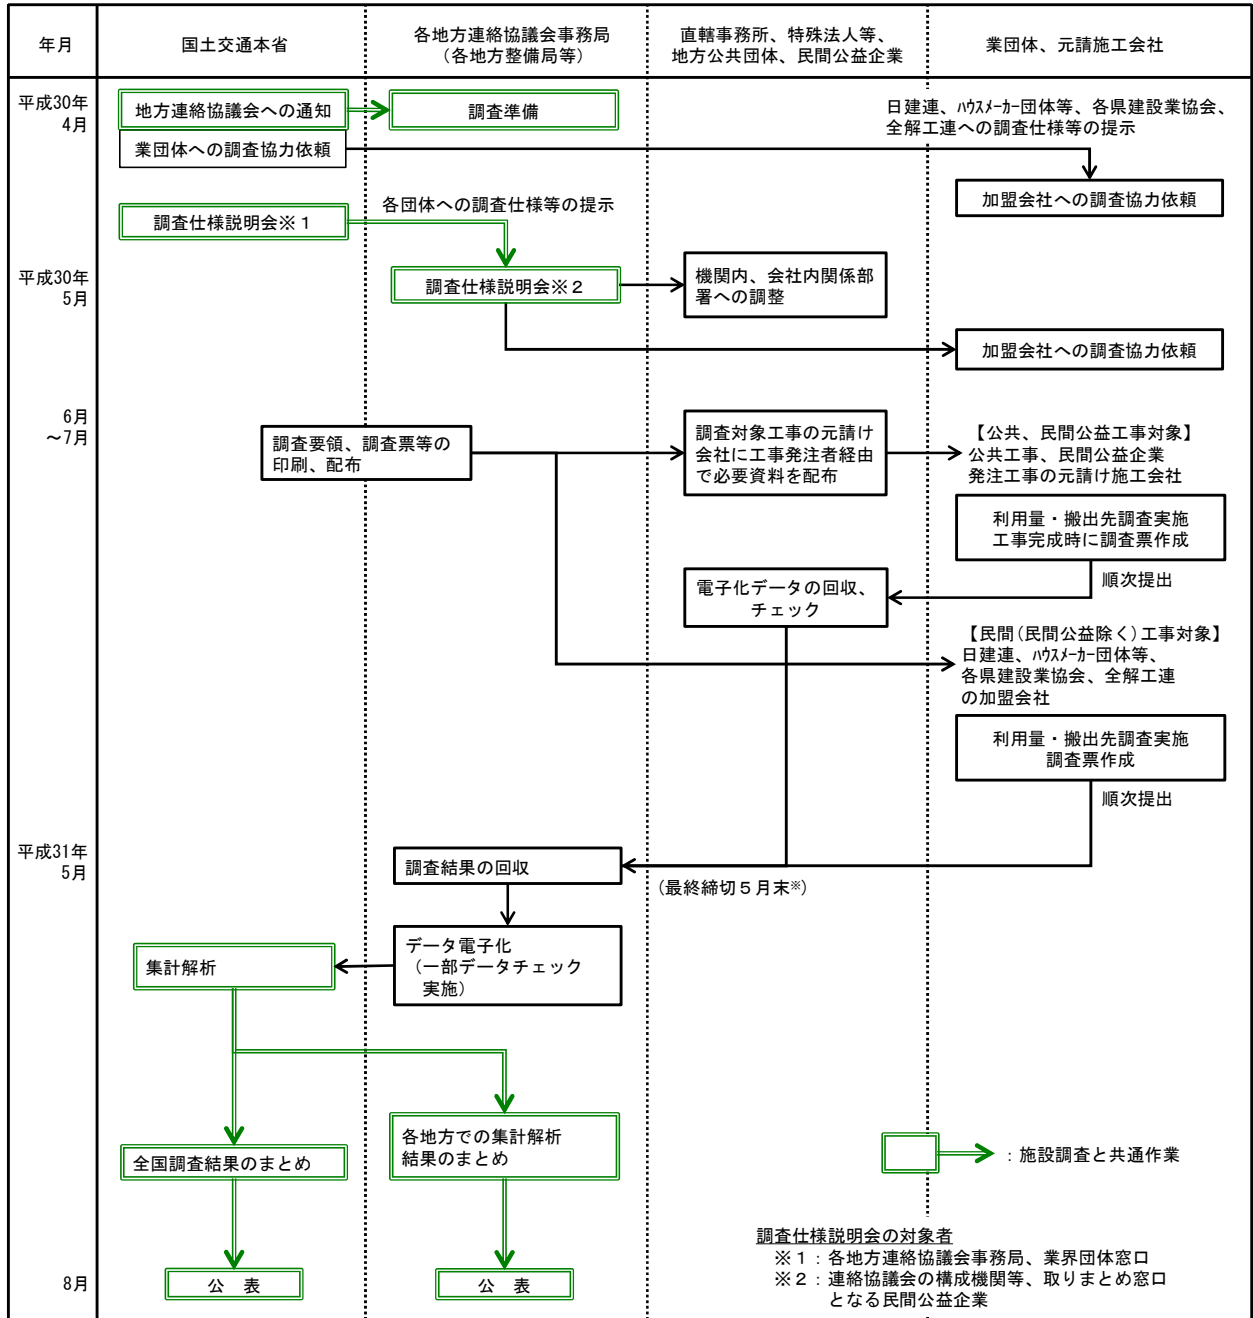 年月
国土交通本省
各地方連絡協議会事務局
（各地方整備局等）
直轄事務所、特殊法人等、
地方公共団体、民間公益企業
業団体、元請施工会社
平成30年
4月
地方連絡協議会への通知
調査準備
日建連、ﾊｳｽﾒｰｶｰ団体等、各県建設業協会、
全解工連への調査仕様等の提示
業団体への調査協力依頼
加盟会社への調査協力依頼
調査仕様説明会※１
各団体への調査仕様等の提示
平成30年
5月
調査仕様説明会※２
機関内、会社内関係部
署への調整
加盟会社への調査協力依頼
6月
～7月
調査要領、調査票等の
印刷、配布
調査対象工事の元請け
会社に工事発注者経由
で必要資料を配布
【公共、民間公益工事対象】
公共工事、民間公益企業
発注工事の元請け施工会社
利用量・搬出先調査実施
工事完成時に調査票作成
順次提出
電子化データの回収、
チェック
【民間(民間公益除く)工事対象】
日建連、ﾊｳｽﾒｰｶｰ団体等、
各県建設業協会、全解工連
の加盟会社
利用量・搬出先調査実施
調査票作成
順次提出
平成31年
5月
調査結果の回収
(最終締切５月末※)
データ電子化
（一部データチェック
実施）
集計解析
各地方での集計解析
結果のまとめ
全国調査結果のまとめ
：施設調査と共通作業
調査仕様説明会の対象者
※１：各地方連絡協議会事務局、業界団体窓口
※２：連絡協議会の構成機関等、取りまとめ窓口
となる民間公益企業
8月
公　表
公　表